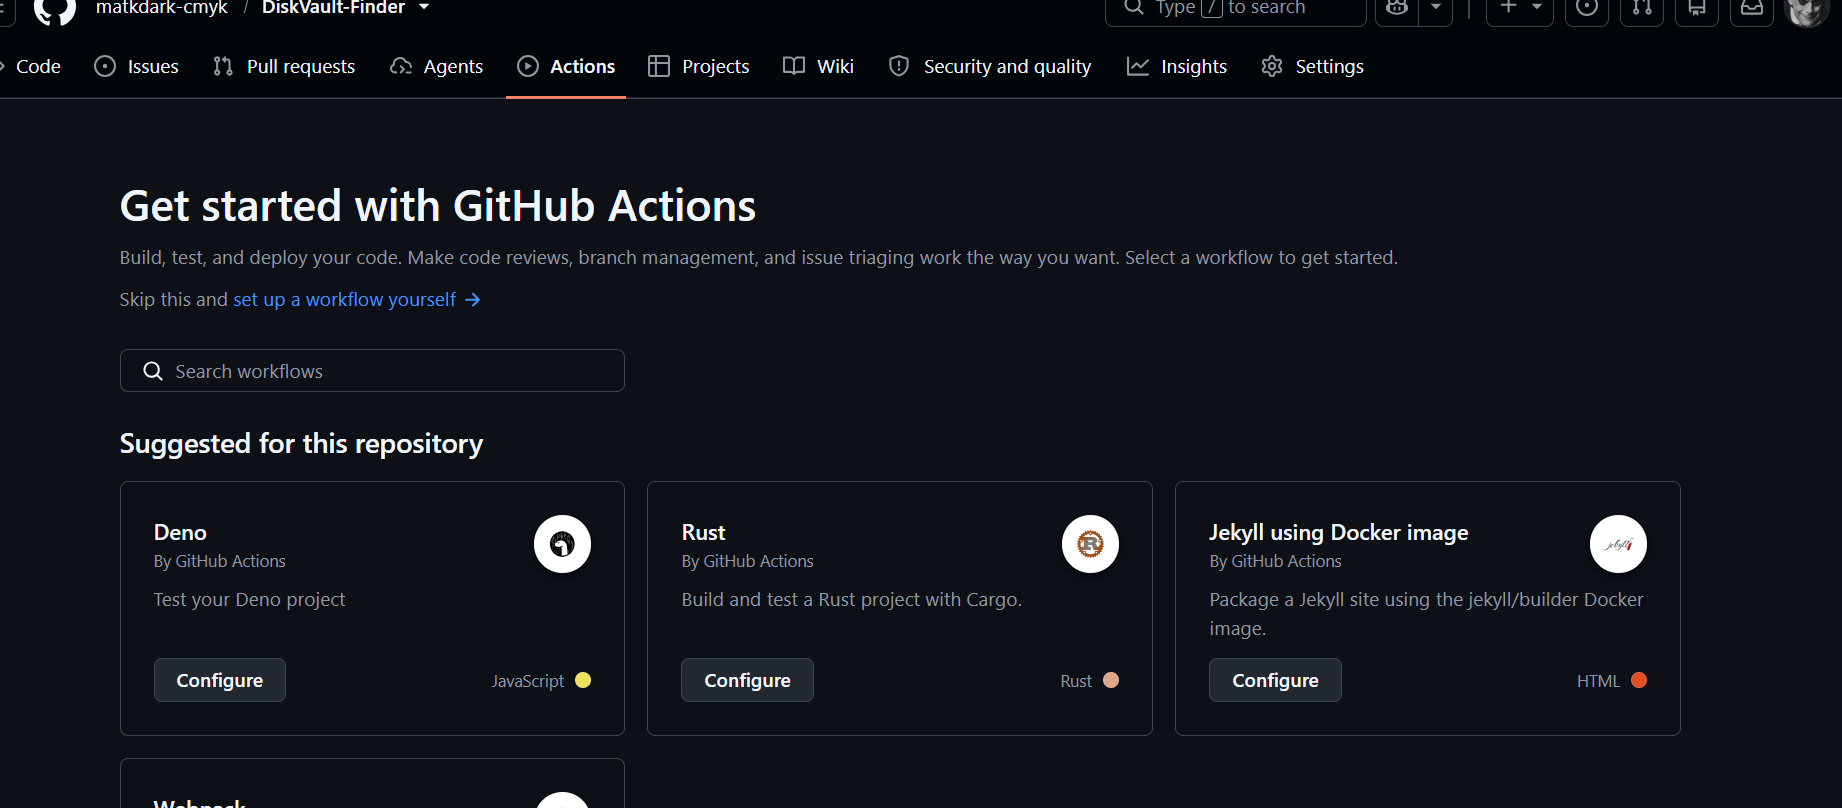 matkdark-cmyk / DiskVault-Finder
Type / to search
Code Issues Pull requests Agents Actions Projects Wiki Security and quality Insights Settings
Get started with GitHub Actions
Build, test, and deploy your code. Make code reviews, branch management, and issue triaging work the way you want. Select a workflow to get started.
Skip this and set up a workflow yourself →
Search workflows
Suggested for this repository
Deno
By GitHub Actions
Test your Deno project
Configure
JavaScript
Rust
By GitHub Actions
Build and test a Rust project with Cargo.
Configure
Rust
Jekyll using Docker image
By GitHub Actions
Package a Jekyll site using the jekyll/builder Docker
image.
Configure
HTML
jekyll
R
Webpack